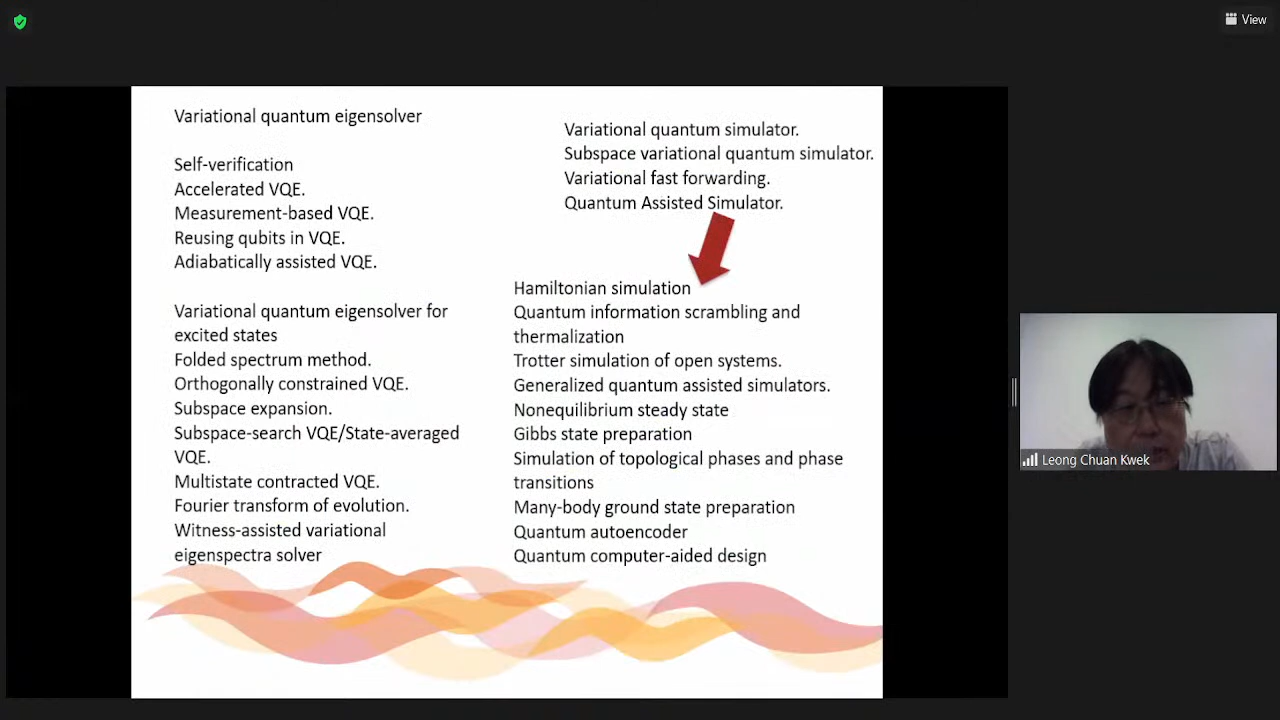 View
Variational quantum eigensolver
Self-verification
Accelerated VQE.
Measurement-based VQE.
Reusing qubits in VQE.
Adiabatically assisted VQE.
Variational quantum eigensolver for
excited states
Folded spectrum method.
Orthogonally constrained VQE.
Subspace expansion.
Subspace-search VQE/State-averaged
VQE.
Multistate contracted VQE.
Fourier transform of evolution.
Witness-assisted variational
eigenspectra solver
Variational quantum simulator.
Subspace variational quantum simulator.
Variational fast forwarding.
Quantum Assisted Simulator.
Hamiltonian simulation
Quantum information scrambling and
thermalization
Trotter simulation of open systems.
Generalized quantum assisted simulators.
Nonequilibrium steady state
Gibbs state preparation
Simulation of topological phases and phase
transitions
Many-body ground state preparation
Quantum autoencoder
Quantum computer-aided design
Leong Chuan Kwek